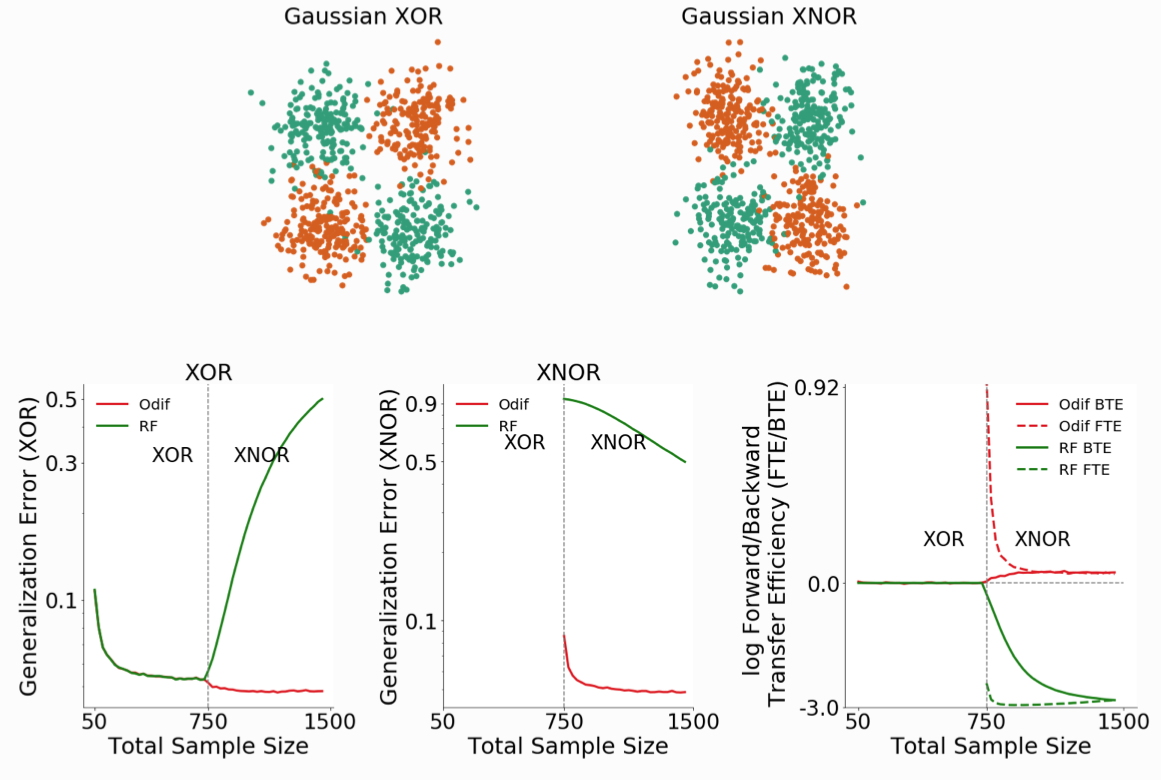 Gaussian XOR
Gaussian XNOR
XOR
Generalization Error (XOR)
0.5
0.3
0.1
Odif
RF
XOR
XNOR
50
750
1500
Total Sample Size
XNOR
Generalization Error (XNOR)
0.9
0.5
0.1
Odif
RF
XOR
XNOR
50
750
1500
Total Sample Size
log Forward/Backward
Transfer Efficiency (FTE/BTE)
0.92
0.0
-3.0
Odif BTE
Odif FTE
RF BTE
RF FTE
XOR
XNOR
50
750
1500
Total Sample Size